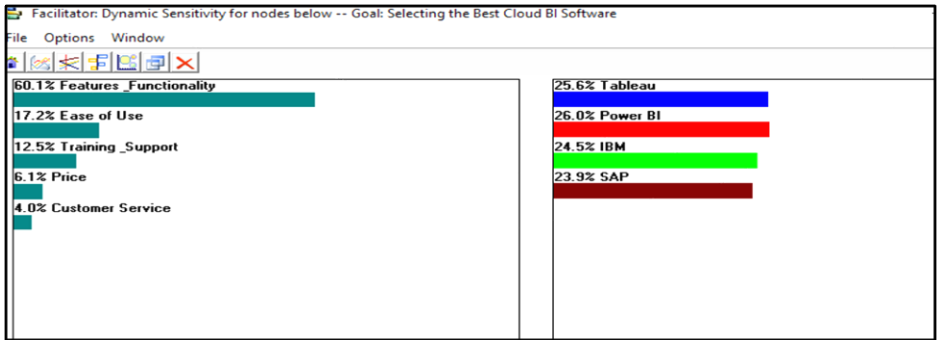 Facilitator: Dynamic Sensitivity for nodes below -- Goal: Selecting the Best Cloud BI Software
File Options Window
60.1% Features _Functionality
17.2% Ease of Use
12.5% Training _Support
6.1% Price
4.0% Customer Service
25.6% Tableau
26.0% Power BI
24.5% IBM
23.9% SAP